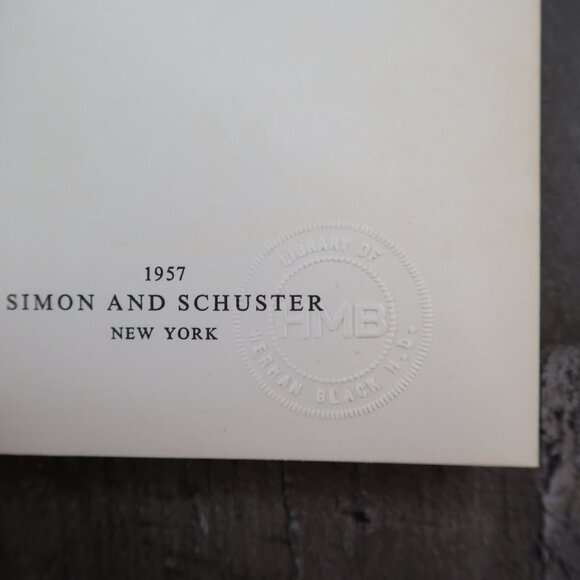 1957
SIMON AND SCHUSTER
NEW YORK
LIBRARY OF
HMB
HERMAN BLACK M.D.